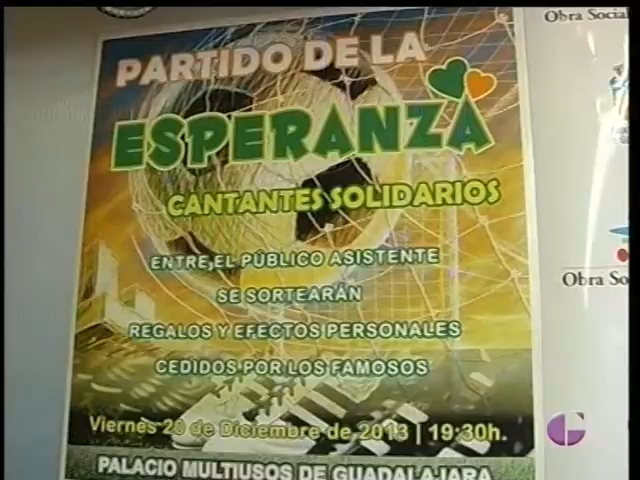 Obra Social
PARTIDO DE LA
ESPERANZA
CANTANTES SOLIDARIOS
ENTRE,EL PÚBLICO ASISTENTE
SE SORTEARÁN
REGALOS Y EFECTOS PERSONALES
CEDIDOS POR LOS FAMOSOS
Obra So
Viernes 20 de Diciembre de 2013 | 19:30h.
PALACIO MULTIUSOS DE GUADALAJARA